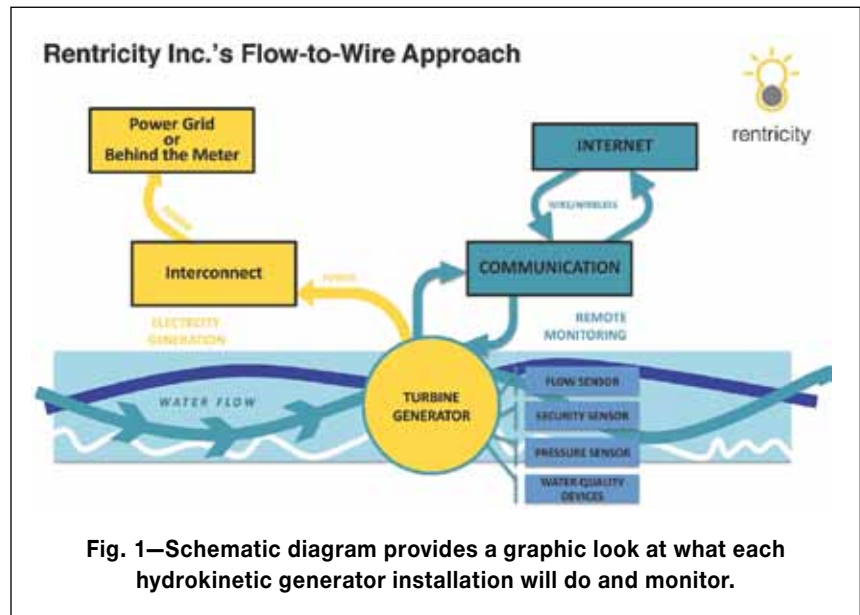 Rentricity Inc.'s Flow-to-Wire Approach
rentricity
Power Grid
or
Behind the Meter
INTERNET
POWER
WIRE/WIRELESS
Interconnect
POWER
COMMUNICATION
ELECTRCITY
GENERATION
REMOTE
MONITORING
WATER FLOW
TURBINE
GENERATOR
FLOW SENSOR
SECURITY SENSOR
PRESSURE SENSOR
WATER-QUALITY
DEVICES
Fig. 1—Schematic diagram provides a graphic look at what each
hydrokinetic generator installation will do and monitor.